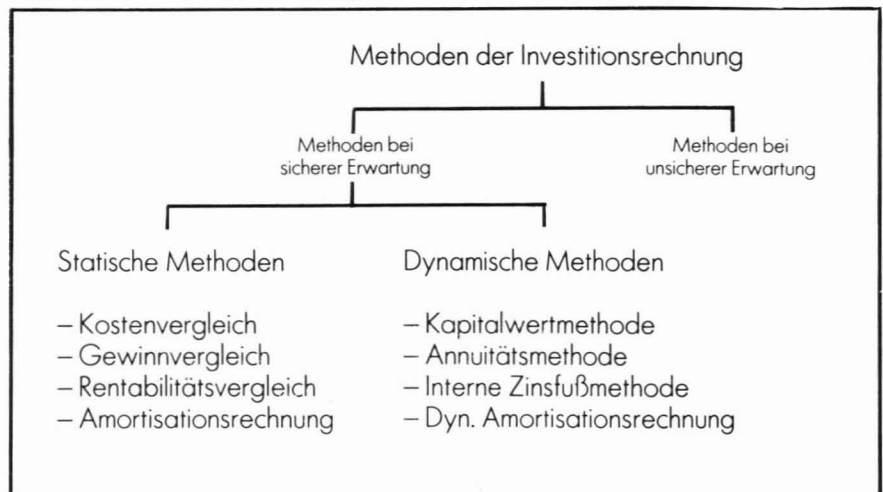 Methoden der Investitionsrechnung
Methoden bei
sicherer Erwartung
Methoden bei
unsicherer Erwartung
Statische Methoden
– Kostenvergleich
– Gewinnvergleich
– Rentabilitätsvergleich
– Amortisationsrechnung
Dynamische Methoden
– Kapitalwertmethode
– Annuitätsmethode
– Interne Zinsfußmethode
– Dyn. Amortisationsrechnung